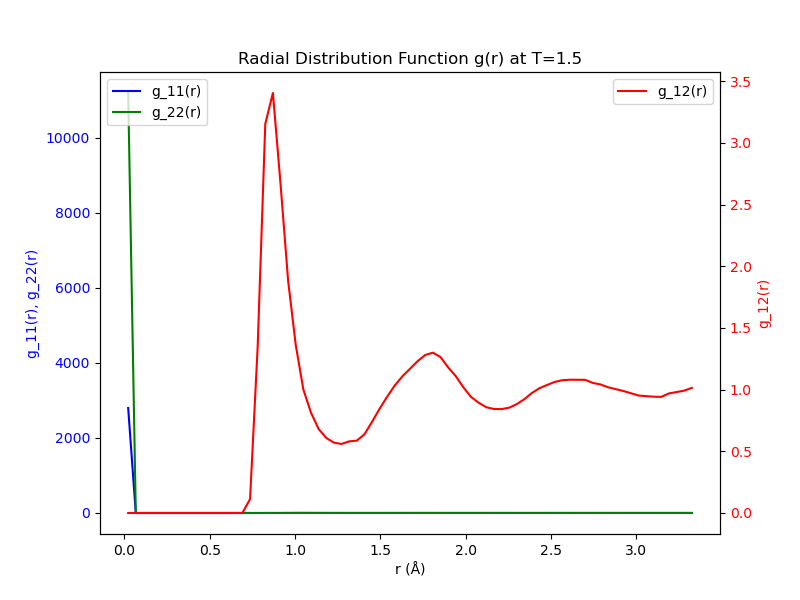 Radial Distribution Function g(r) at T=1.5
g_11(r)
g_22(r)
g_12(r)
g_11(r), g_22(r)
10000
8000
6000
4000
2000
0
3.5
3.0
2.5
2.0
1.5
1.0
0.5
0.0
g_12(r)
0.0 0.5 1.0 1.5 2.0 2.5 3.0
r (Å)